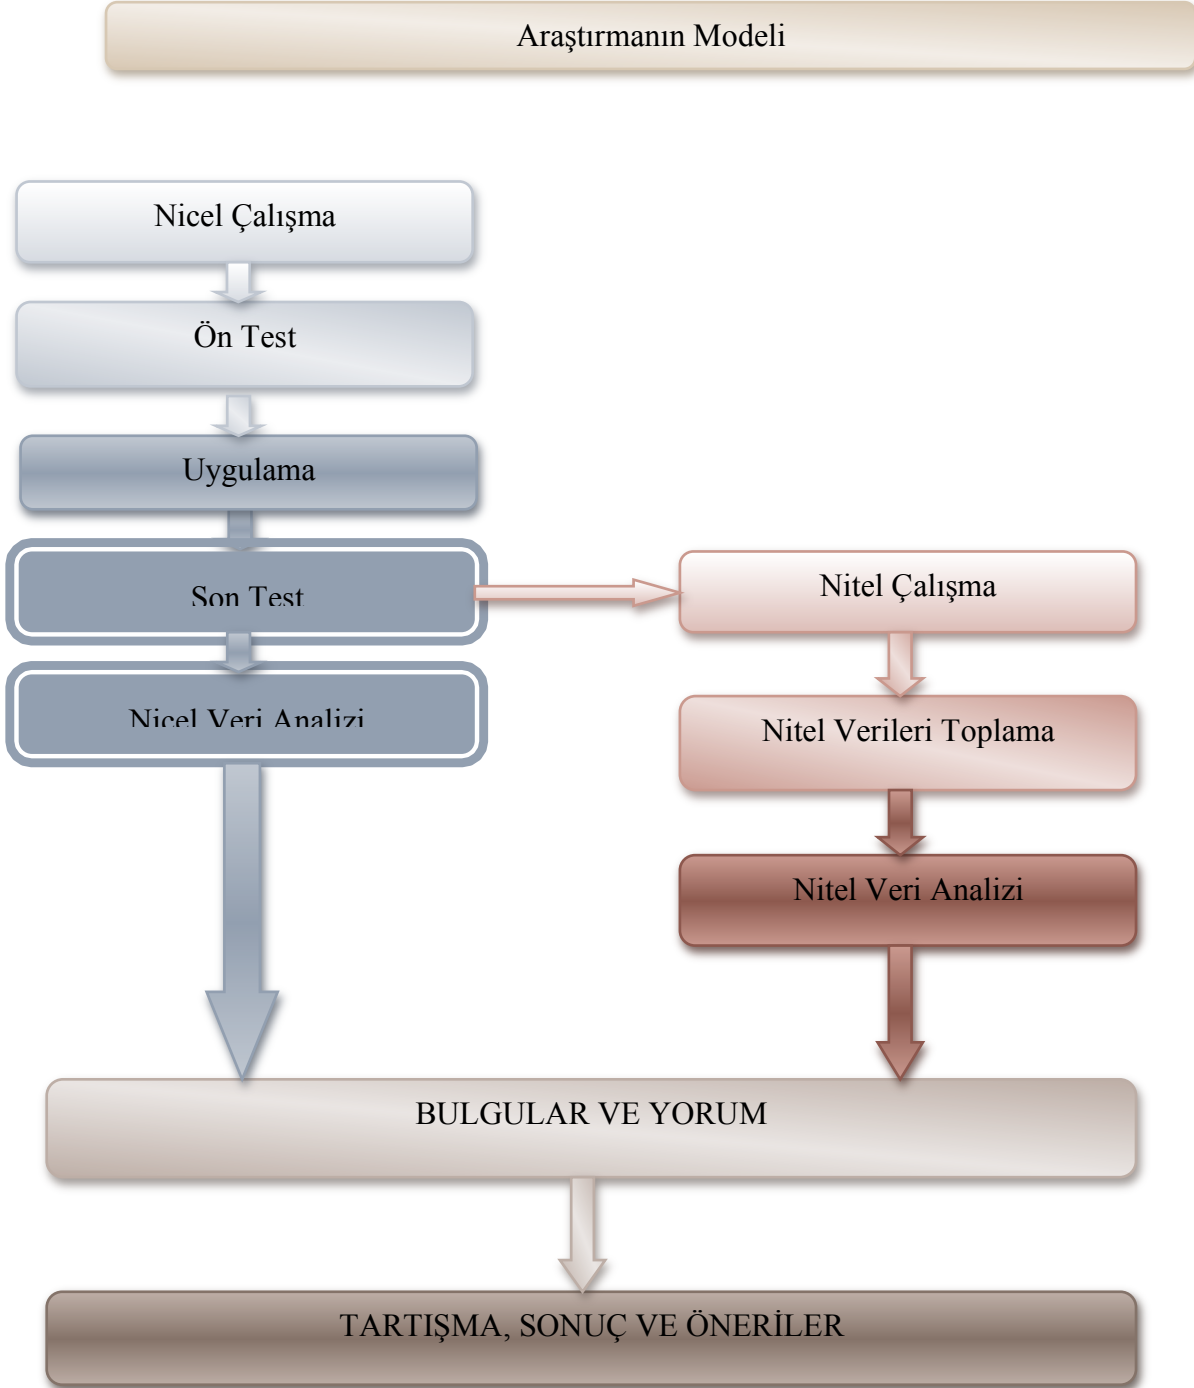 Araştırmanın Modeli
Nicel Çalışma
Ön Test
Uygulama
Son Test
Nicel Veri Analizi
Nitel Çalışma
Nitel Verileri Toplama
Nitel Veri Analizi
BULGULAR VE YORUM
TARTIŞMA, SONUÇ VE ÖNERİLER